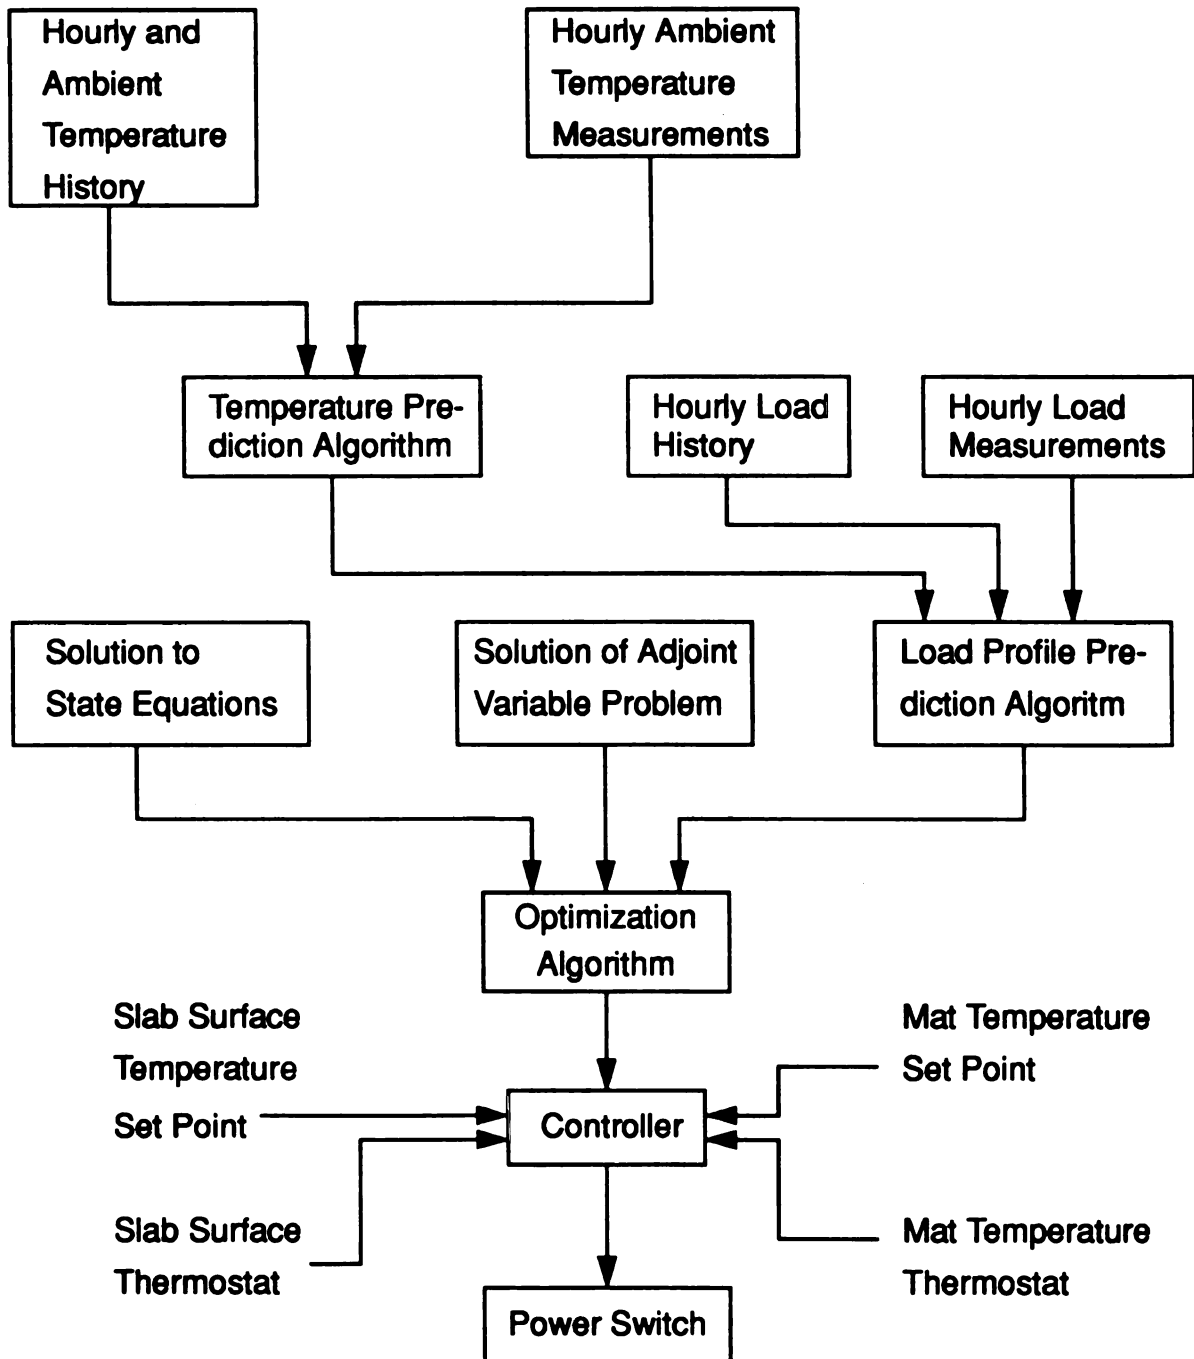 Hourly and
Ambient
Temperature
History
Hourly Ambient
Temperature
Measurements
Temperature Pre-
diction Algorithm
Hourly Load
History
Hourly Load
Measurements
Solution to
State Equations
Solution of Adjoint
Variable Problem
Load Profile Pre-
diction Algoritm
Optimization
Algorithm
Slab Surface
Temperature
Set Point
Mat Temperature
Set Point
Controller
Slab Surface
Thermostat
Mat Temperature
Thermostat
Power Switch